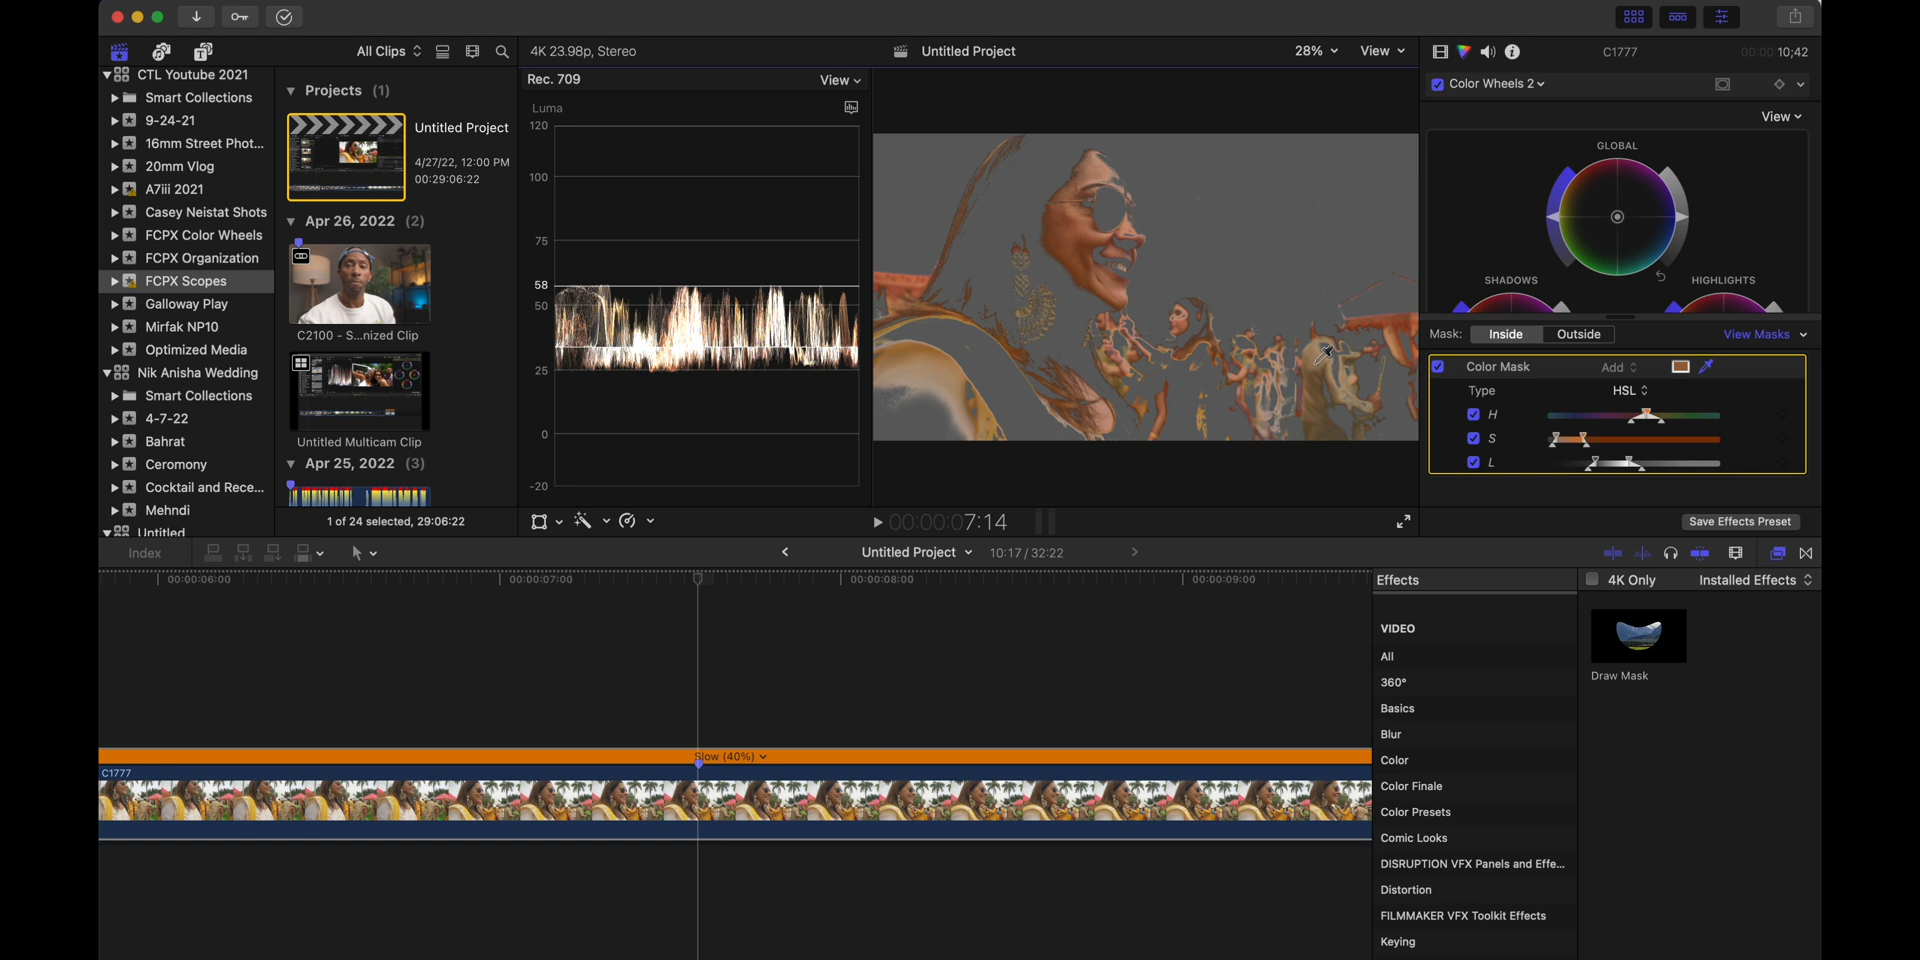 All Clips
4K 23.98p, Stereo
Untitled Project
28%
View
C1777
00:00:10;42
CTL Youtube 2021
Smart Collections
9-24-21
16mm Street Phot...
20mm Vlog
A7iii 2021
Casey Neistat Shots
FCPX Color Wheels
FCPX Organization
FCPX Scopes
Galloway Play
Mirfak NP10
Optimized Media
Nik Anisha Wedding
Smart Collections
4-7-22
Bahrat
Ceromony
Cocktail and Rece...
Mehndi
Untitled
Projects (1)
Untitled Project
4/27/22, 12:00 PM
00:29:06:22
Apr 26, 2022 (2)
C2100 - S...nized Clip
Untitled Multicam Clip
Apr 25, 2022 (3)
1 of 24 selected, 29:06:22
Rec. 709
View
Luma
120
100
75
58
50
25
0
-20
00:00:07:14
Color Wheels 2
View
GLOBAL
SHADOWS
HIGHLIGHTS
Mask:
Inside
Outside
View Masks
Color Mask
Add
Type
HSL
H
S
L
Save Effects Preset
Index
Untitled Project
10:17 / 32:22
00:00:06:00
00:00:07:00
00:00:08:00
00:00:09:00
Slow (40%)
C1777
Effects
4K Only
Installed Effects
VIDEO
All
360°
Basics
Blur
Color
Color Finale
Color Presets
Comic Looks
DISRUPTION VFX Panels and Effe...
Distortion
FILMMAKER VFX Toolkit Effects
Keying
Draw Mask